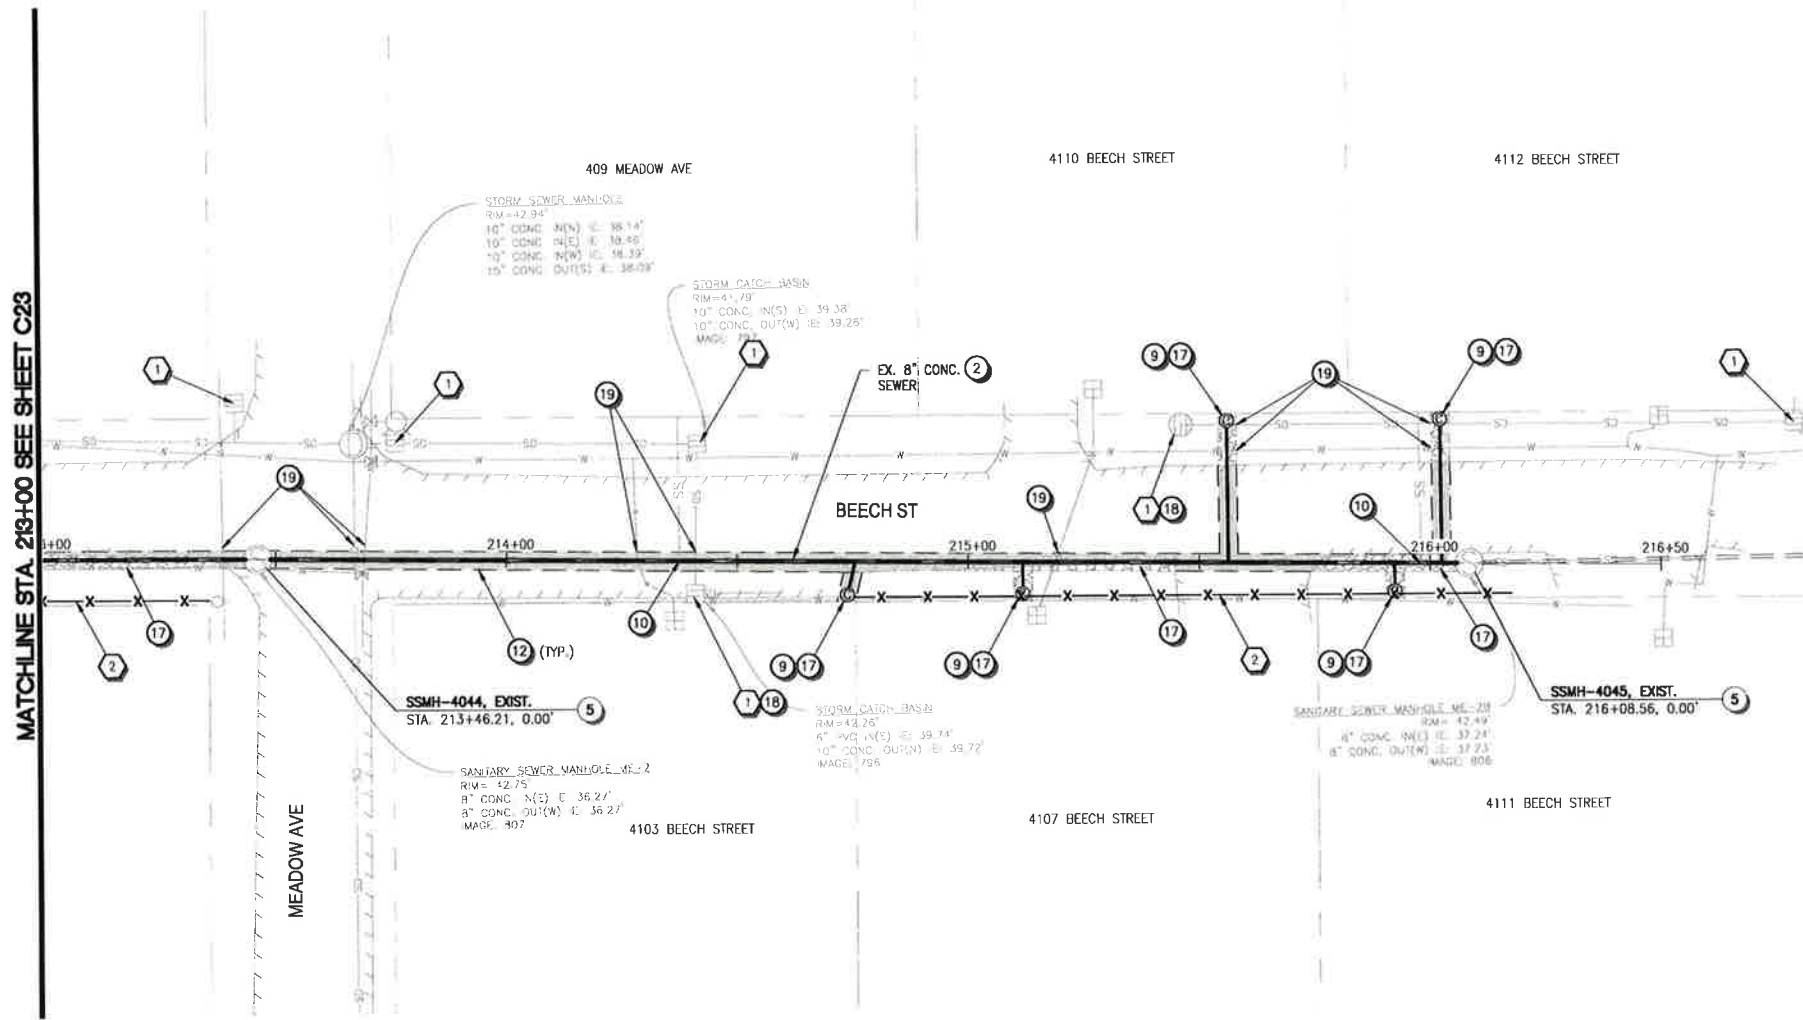 MATCHLINE STA. 213+00 SEE SHEET C23
409 MEADOW AVE
4110 BEECH STREET
4112 BEECH STREET
STORM SEWER MANHOLE
RIM=42.94'
10" CONC. IN(N) IE: 38.14'
10" CONC. IN(E) IE: 38.46'
10" CONC. IN(W) IE: 38.39'
15" CONC. OUT(S) IE: 38.09'
STORM CATCH BASIN
RIM=41.79'
10" CONC. IN(S) IE: 39.38'
10" CONC. OUT(W) IE: 39.26'
IMAGE:
1
1
1
EX. 8" CONC. 2
SEWER
9 17
19
9 17
1
19
19
BEECH ST
19
1 18
10
214+00
215+00
216+00
216+50
17
2
12 (TYP.)
10
9 17
9 17
17
2
9 17
17
1 18
SSMH-4044, EXIST.
STA. 213+46.21, 0.00'
5
SSMH-4045, EXIST.
STA. 216+08.56, 0.00'
5
STORM CATCH BASIN
RIM=42.26'
6" PVC IN(E) IE: 39.74'
10" CONC. OUT(N) IE: 39.72'
IMAGE: 796
SANITARY SEWER MANHOLE ME-2B
RIM= 42.49'
8" CONC. IN(E) IE: 37.24'
8" CONC. OUT(W) IE: 37.23'
IMAGE: 806
SANITARY SEWER MANHOLE ME-2
RIM= 42.75'
8" CONC. IN(E) IE: 36.27'
8" CONC. OUT(W) IE: 36.27'
IMAGE: 807
4103 BEECH STREET
4107 BEECH STREET
4111 BEECH STREET
MEADOW AVE